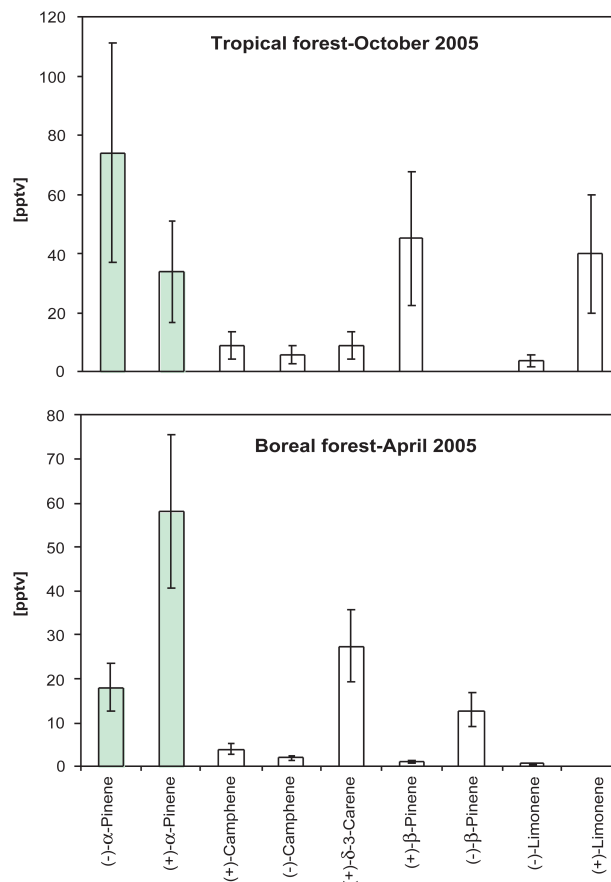 Tropical forest-October 2005
[pptv]
120
100
80
60
40
20
0
Boreal forest-April 2005
[pptv]
80
70
60
50
40
30
20
10
0
(-)-α-Pinene
(+)-α-Pinene
(+)-Camphene
(-)-Camphene
(+)-δ-3-Carene
(+)-β-Pinene
(-)-β-Pinene
(-)-Limonene
(+)-Limonene